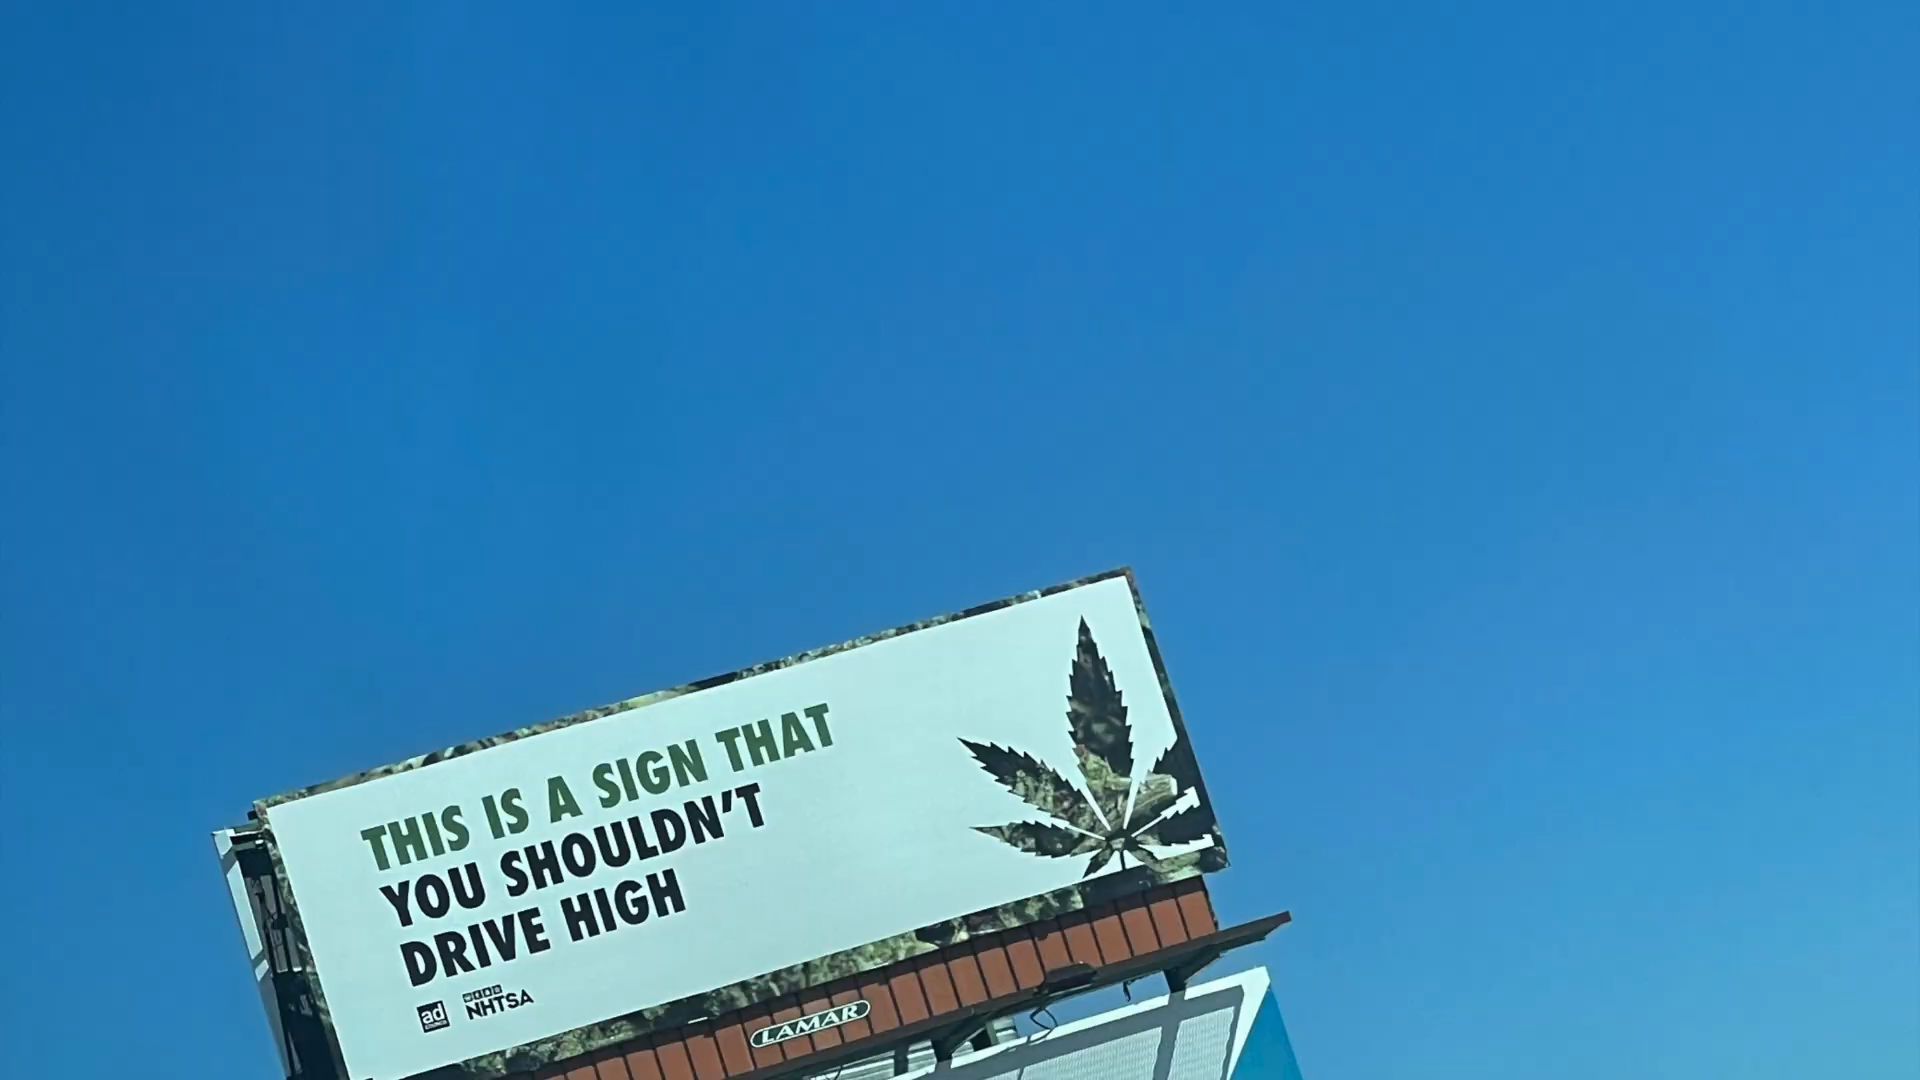 THIS IS A SIGN THAT
YOU SHOULDN'T
DRIVE HIGH
ad
NHTSA
LAMAR